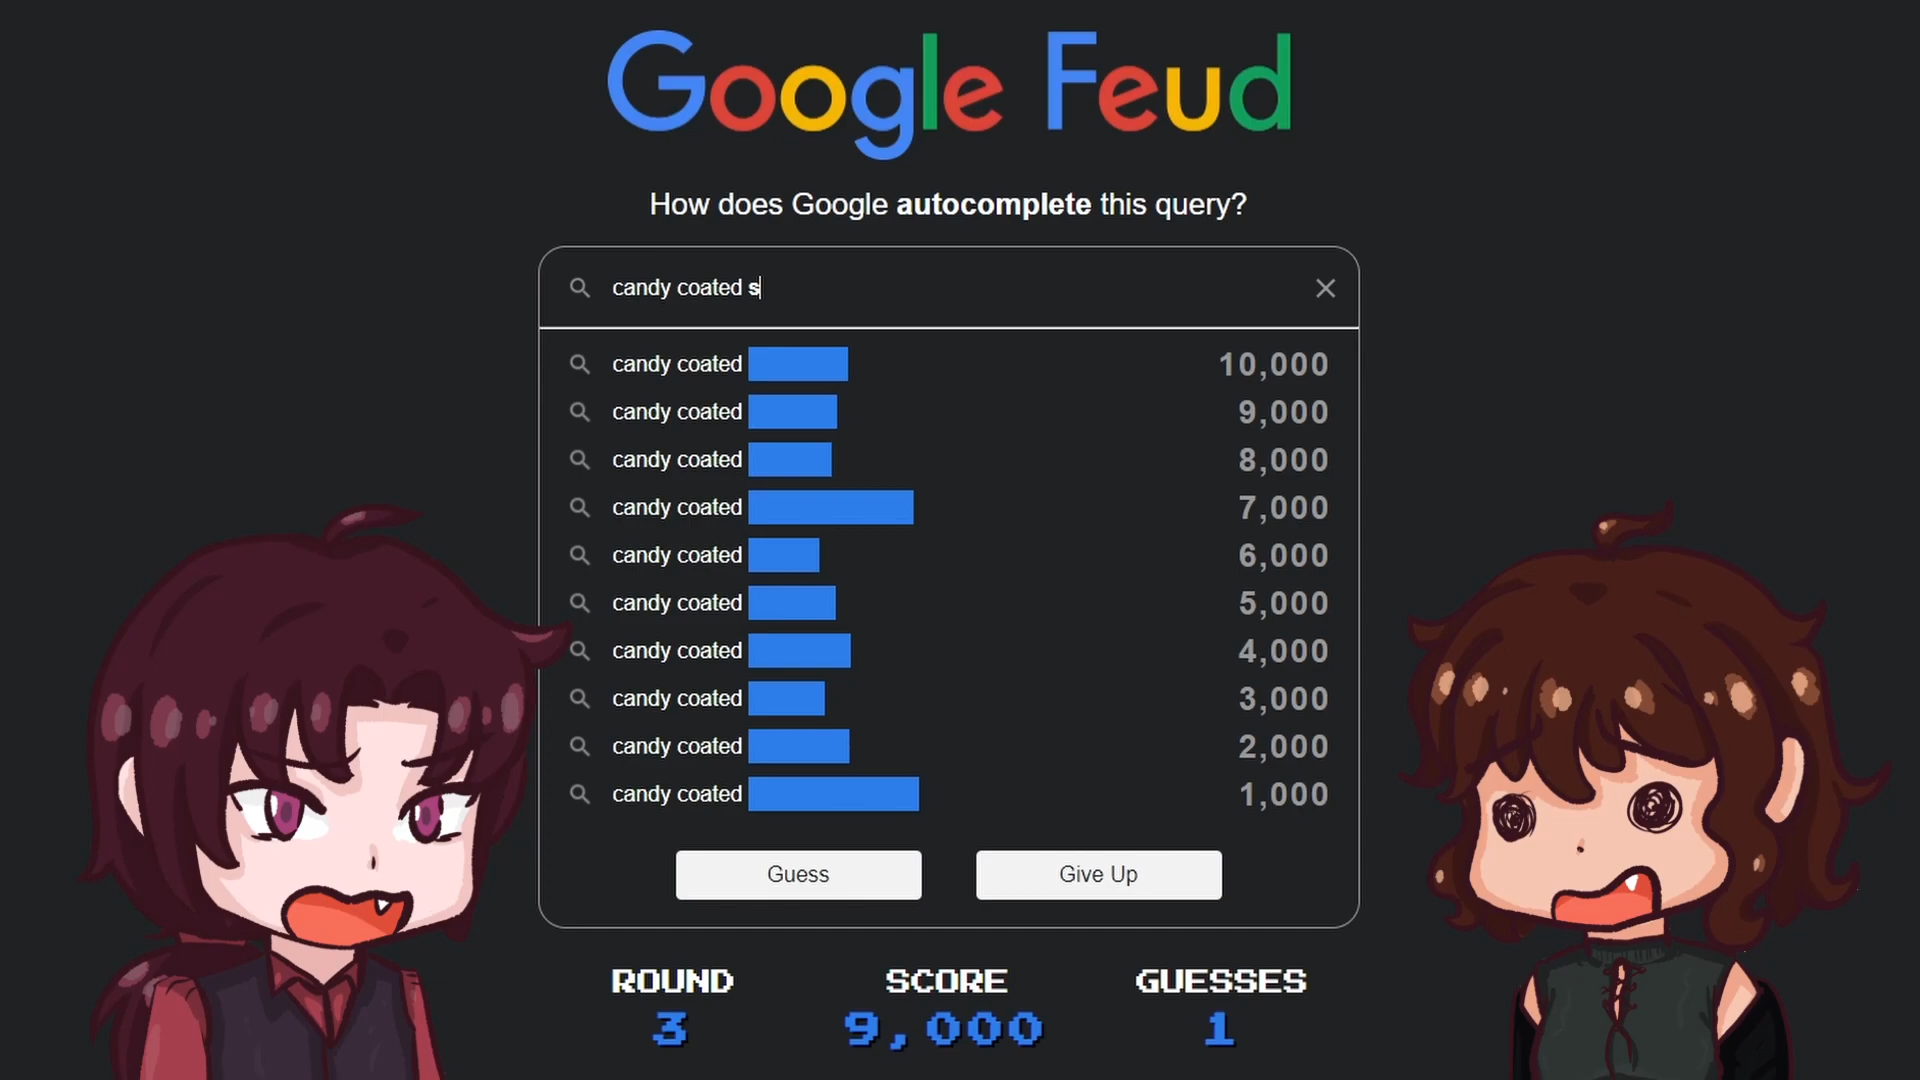 Google Feud
How does Google autocomplete this query?
candy coated s
candy coated 10,000
candy coated 9,000
candy coated 8,000
candy coated 7,000
candy coated 6,000
candy coated 5,000
candy coated 4,000
candy coated 3,000
candy coated 2,000
candy coated 1,000
Guess Give Up
ROUND SCORE GUESSES
3 9,000 1